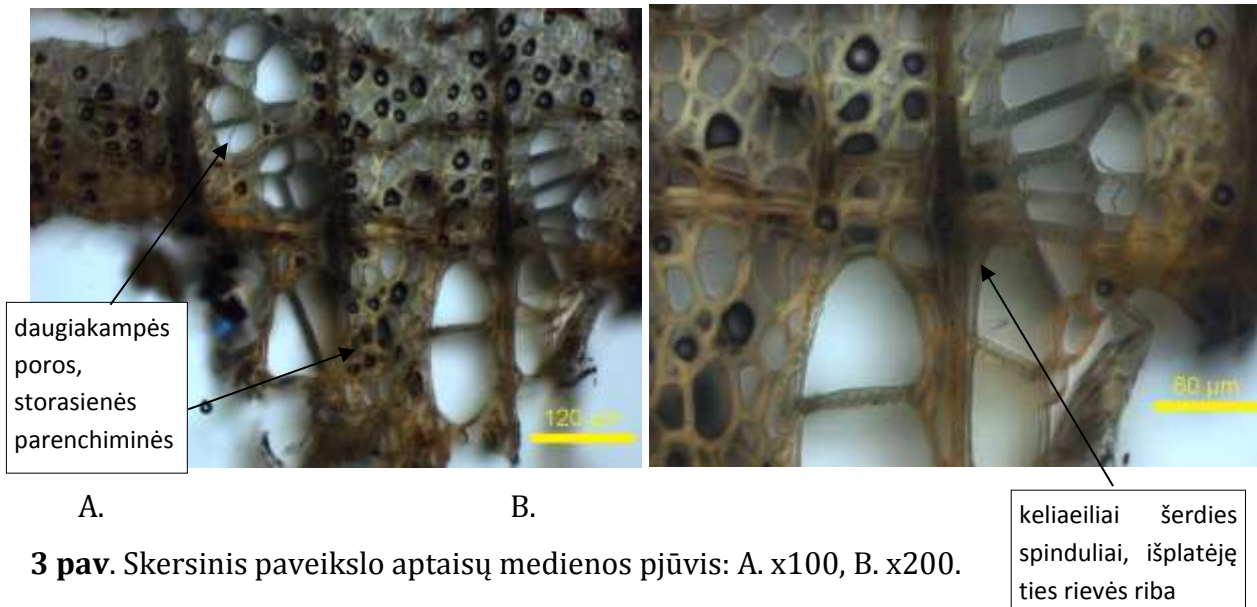 120 µm
60 µm
daugiakampės
poros,
storasienės
parenchiminės
A.
B.
keliaeiliai šerdies
spinduliai, išplatėję
ties rievės riba
3 pav. Skersinis paveikslo aptaisų medienos pjūvis: A. x100, B. x200.